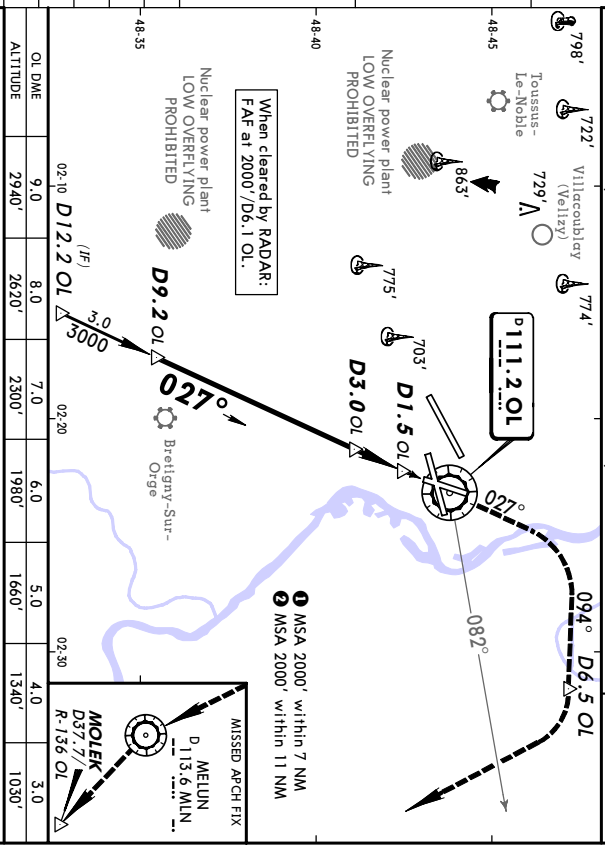 OL DME 9.0 8.0 7.0 6.0 5.0 4.0 3.0
ALTITUDE 2940' 2620' 2300' 1980' 1660' 1340' 1030'
798'
722'
774'
Toussus-
Le-Noble
Villacoublay
(Velizy)
729'
863'
48-45
Nuclear power plant
LOW OVERFLYING
PROHIBITED
775'
703'
D 111.2 OL
48-40
When cleared by RADAR:
FAF at 2000'/D6.1 OL.
Nuclear power plant
LOW OVERFLYING
PROHIBITED
48-35
02-10
02-20
02-30
D12.2 OL
(IF)
3.0
3000
D9.2 OL
027°
Bretigny-Sur-
Orge
D3.0 OL
D1.5 OL
027°
094°
D6.5 OL
082°
1 MSA 2000' within 7 NM
2 MSA 2000' within 11 NM
MISSED APCH FIX
MELUN
D 113.6 MLN
MOLEK
D37.7/
R-136 OL